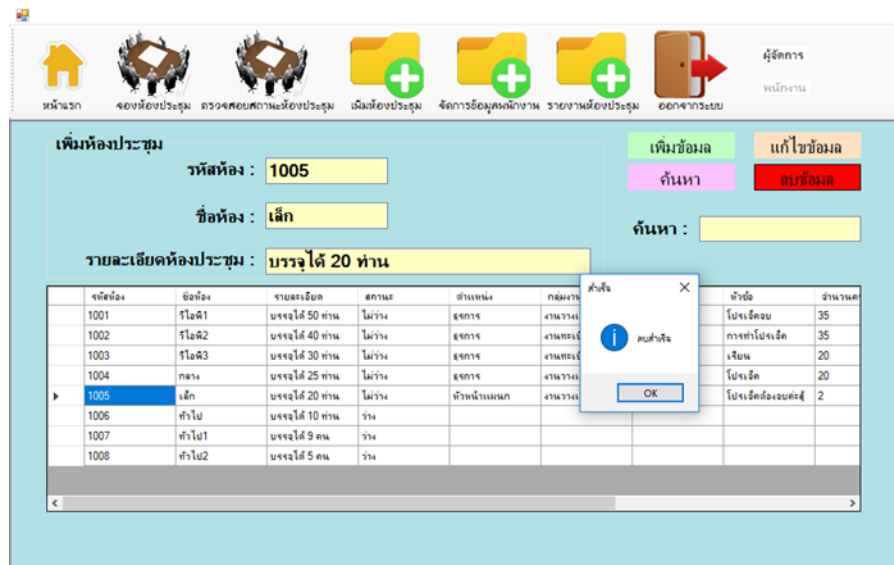 ผู้จัดการ
พนักงาน
หน้าแรก จองห้องประชุม ตรวจสอบสถานะห้องประชุม เพิ่มห้องประชุม จัดการข้อมูลพนักงาน รายงานห้องประชุม ออกจากระบบ
เพิ่มห้องประชุม
รหัสห้อง : 1005
ชื่อห้อง : เล็ก
รายละเอียดห้องประชุม : บรรจุได้ 20 ท่าน
เพิ่มข้อมูล แก้ไขข้อมูล
ค้นหา ลบข้อมูล
ค้นหา :
รหัสห้อง ชื่อห้อง รายละเอียด สถานะ ตำแหน่ง หัวข้อ
1001 วีไอพี1 บรรจุได้ 50 ท่าน ไม่ว่าง ธุรการ โปรเจ็คจบ 35
1002 วีไอพี2 บรรจุได้ 40 ท่าน ไม่ว่าง ธุรการ การทำโปรเจ็ค 35
1003 วีไอพี3 บรรจุได้ 30 ท่าน ไม่ว่าง ธุรการ เรียน 20
1004 กลาง บรรจุได้ 25 ท่าน ไม่ว่าง ธุรการ โปรเจ็ค 20
1005 เล็ก บรรจุได้ 20 ท่าน ไม่ว่าง หัวหน้าแผนก โปรเจ็คต้องจบค่ะสู้ 2
1006 ทั่วไป บรรจุได้ 10 ท่าน ว่าง
1007 ทั่วไป1 บรรจุได้ 9 คน ว่าง
1008 ทั่วไป2 บรรจุได้ 5 คน ว่าง
สำเร็จ
ลบสำเร็จ
OK